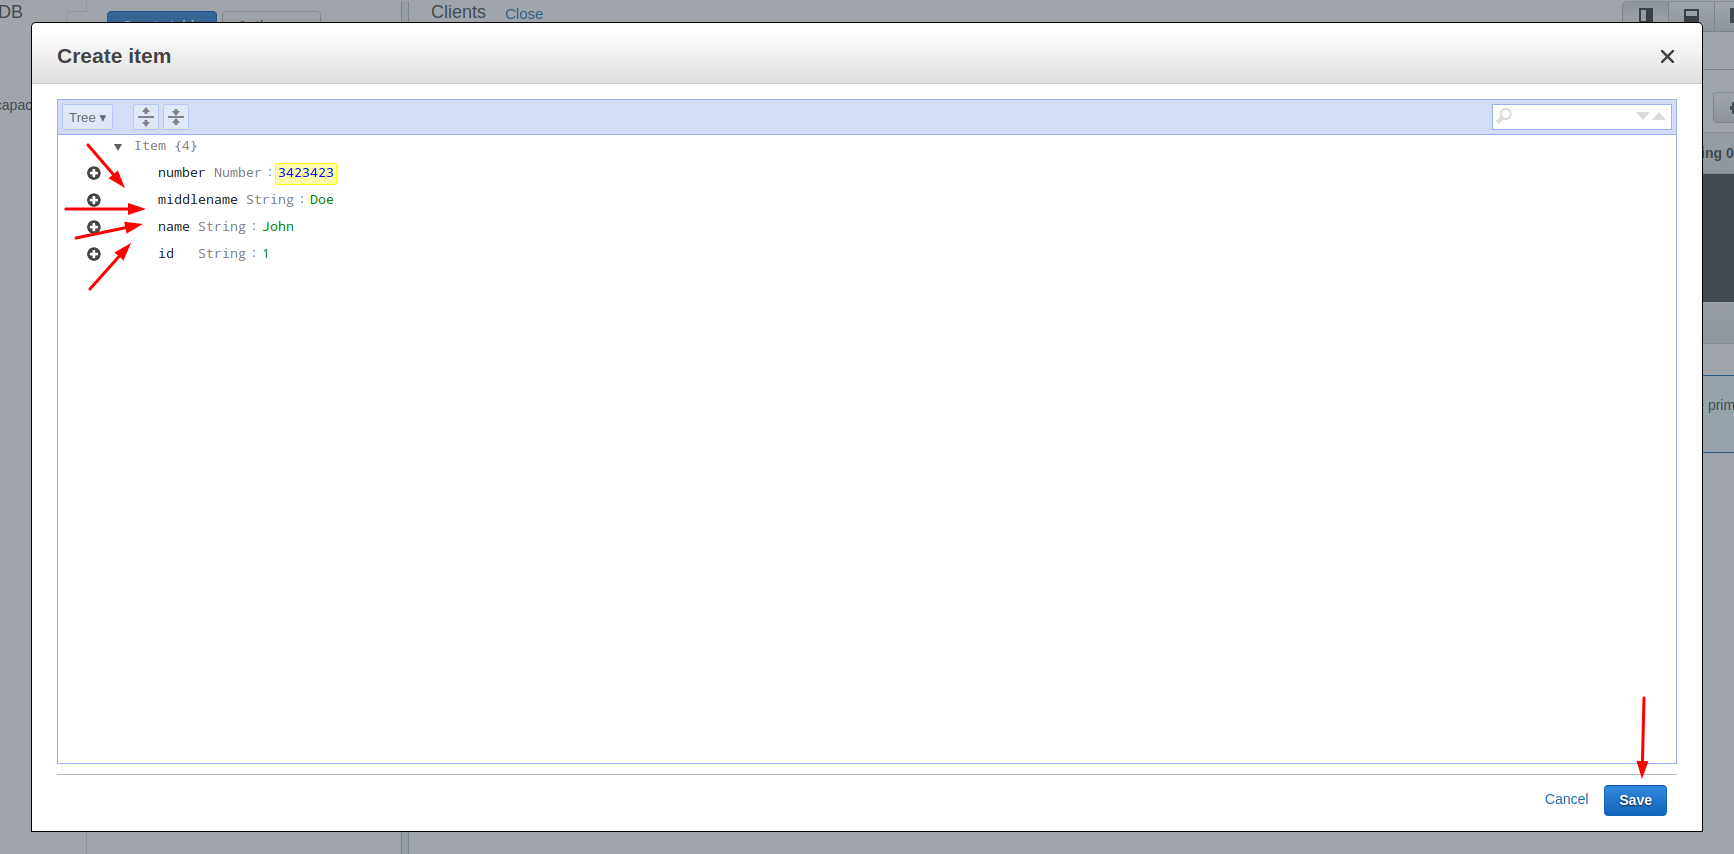 DB
Clients Close
Create item
capac
Tree ▾
ing 0
Item {4}
number Number : 3423423
middlename String : Doe
name String : John
id String : 1
prim
Cancel Save